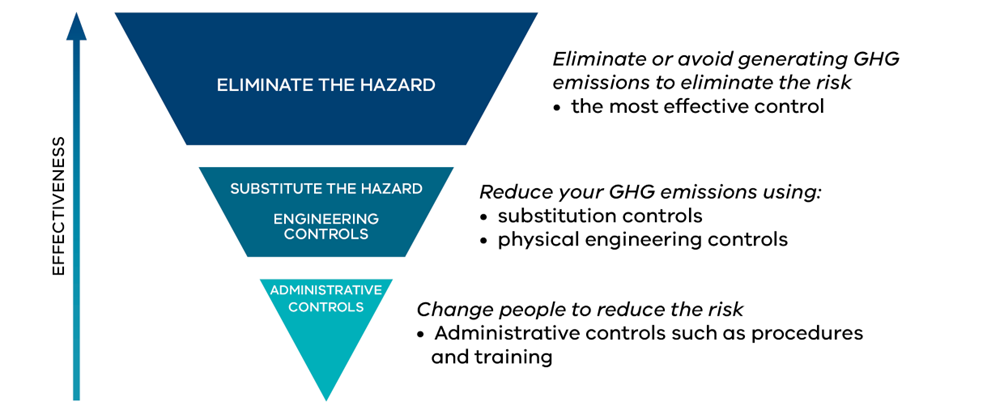 EFFECTIVENESS
ELIMINATE THE HAZARD
Eliminate or avoid generating GHG
emissions to eliminate the risk
• the most effective control
SUBSTITUTE THE HAZARD
ENGINEERING
CONTROLS
Reduce your GHG emissions using:
• substitution controls
• physical engineering controls
ADMINISTRATIVE
CONTROLS
Change people to reduce the risk
• Administrative controls such as procedures
and training